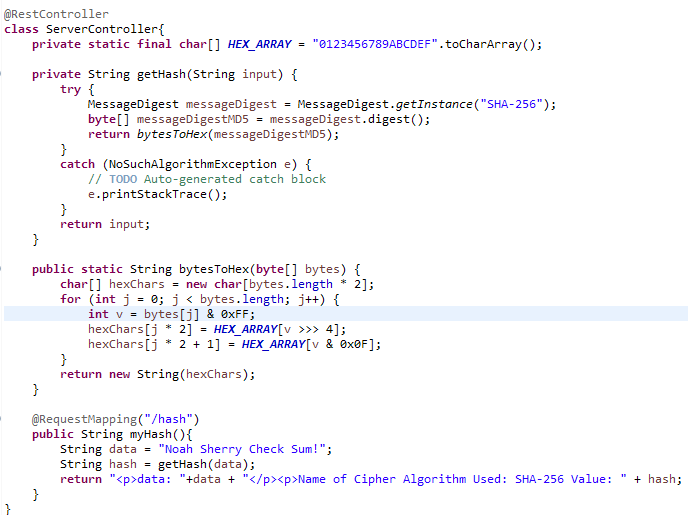 @RestController
class ServerController{
    private static final char[] HEX_ARRAY = "0123456789ABCDEF".toCharArray();
    private String getHash(String input) {
        try {
            MessageDigest messageDigest = MessageDigest.getInstance("SHA-256");
            byte[] messageDigestMD5 = messageDigest.digest();
            return bytesToHex(messageDigestMD5);
        }
        catch (NoSuchAlgorithmException e) {
            // TODO Auto-generated catch block
            e.printStackTrace();
        }
        return input;
    }
    public static String bytesToHex(byte[] bytes) {
        char[] hexChars = new char[bytes.length * 2];
        for (int j = 0; j < bytes.length; j++) {
            int v = bytes[j] & 0xFF;
            hexChars[j * 2] = HEX_ARRAY[v >>> 4];
            hexChars[j * 2 + 1] = HEX_ARRAY[v & 0x0F];
        }
        return new String(hexChars);
    }
    @RequestMapping("/hash")
    public String myHash(){
        String data = "Noah Sherry Check Sum!";
        String hash = getHash(data);
        return "<p>data: "+data + "</p><p>Name of Cipher Algorithm Used: SHA-256 Value: " + hash;
    }
}